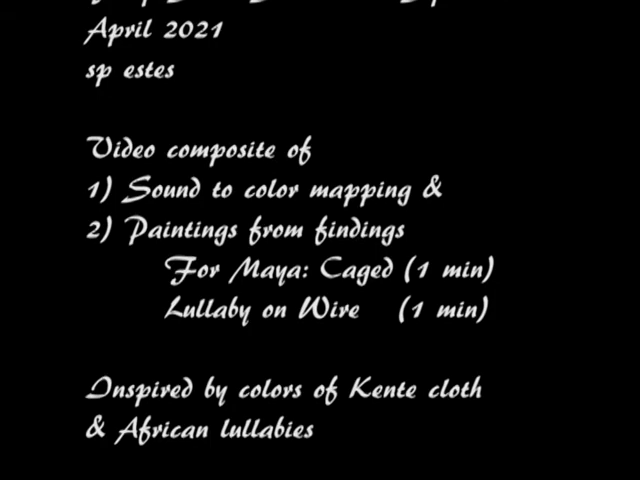 April 2021
sp estes
Video composite of
1) Sound to color mapping &
2) Paintings from findings
For Maya: Caged (1 min)
Lullaby on Wire (1 min)
Inspired by colors of Kente cloth
& African lullabies